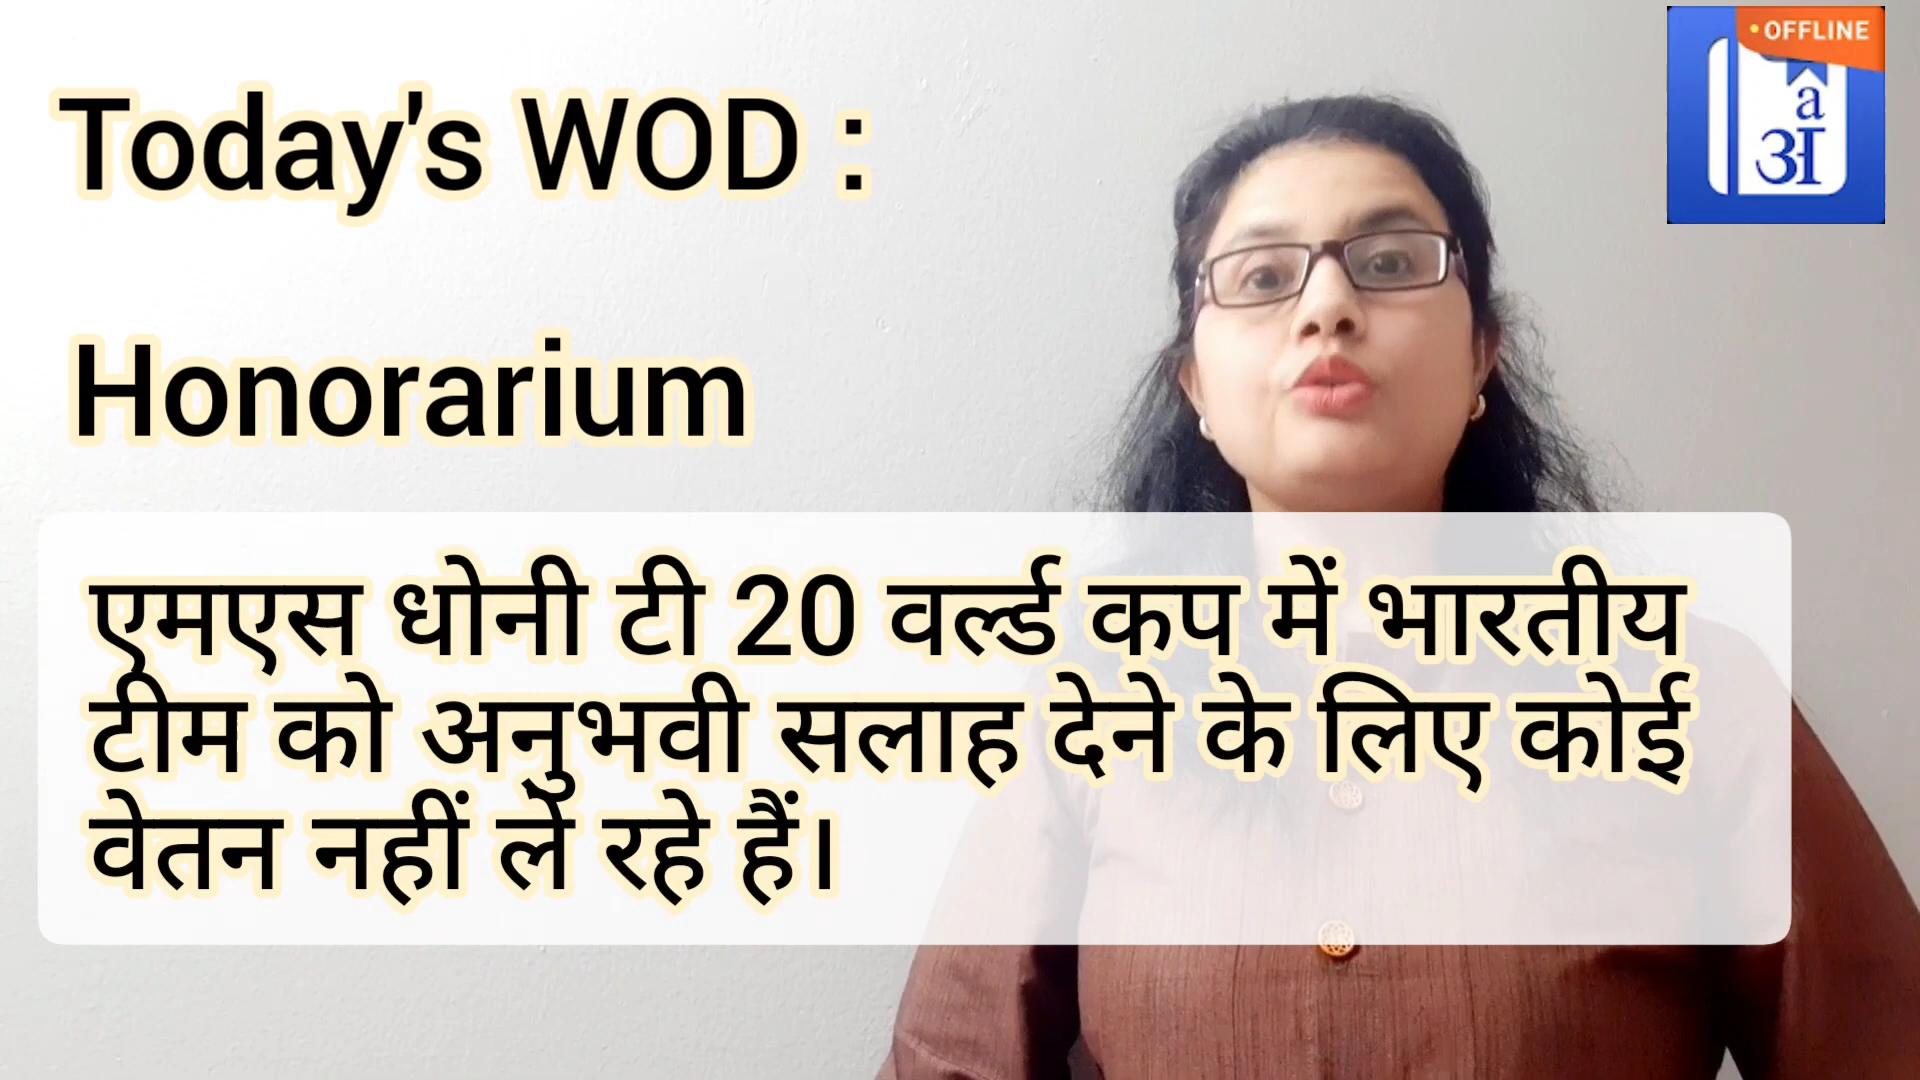 Today's WOD :
• OFFLINE
a
अ
Honorarium
एमएस धोनी टी 20 वर्ल्ड कप में भारतीय
टीम को अनुभवी सलाह देने के लिए कोई
वेतन नहीं ले रहे हैं।